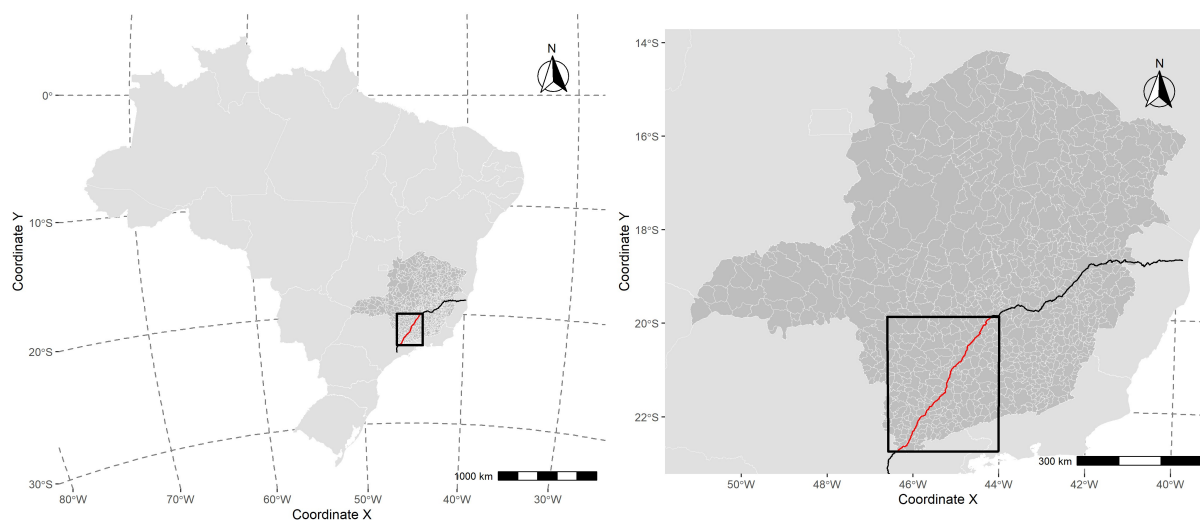 N
0°
10°S
20°S
30°S
Coordinate Y
1000 km
80°W
70°W
60°W
50°W
40°W
30°W
Coordinate X
N
14°S
16°S
18°S
20°S
22°S
Coordinate Y
300 km
50°W
48°W
46°W
44°W
42°W
40°W
Coordinate X